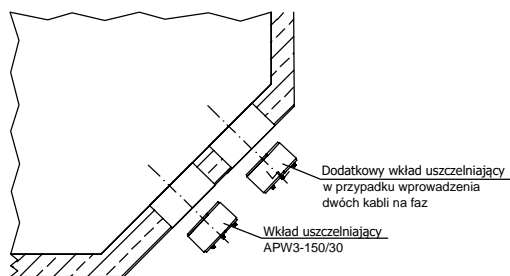 Dodatkowy wkład uszczelniający
w przypadku wprowadzenia
dwóch kabli na faz
Wkład uszczelniający
APW3-150/30